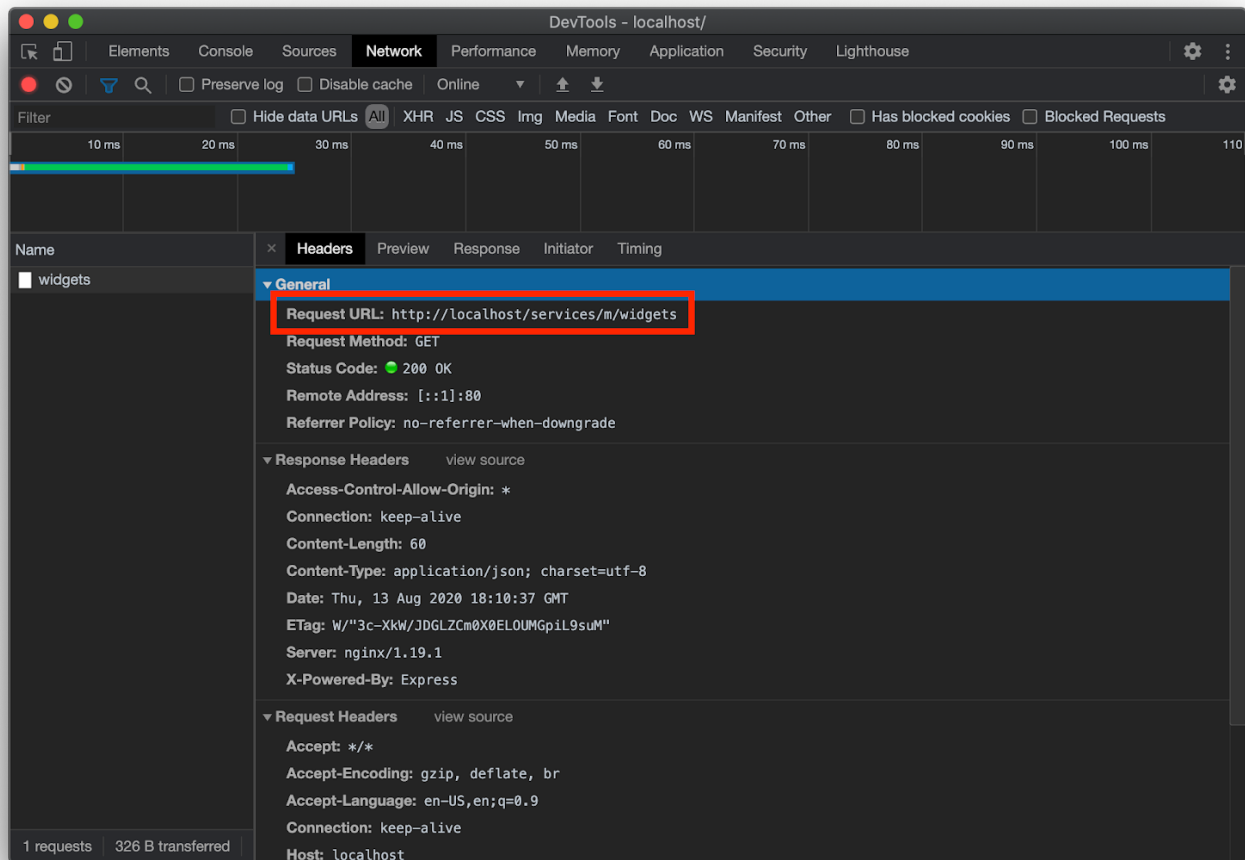 DevTools - localhost/
Elements Console Sources Network Performance Memory Application Security Lighthouse
Preserve log Disable cache Online
Filter Hide data URLs All XHR JS CSS Img Media Font Doc WS Manifest Other Has blocked cookies Blocked Requests
10 ms 20 ms 30 ms 40 ms 50 ms 60 ms 70 ms 80 ms 90 ms 100 ms 110
Name
Headers Preview Response Initiator Timing
widgets
General
Request URL: http://localhost/services/m/widgets
Request Method: GET
Status Code: 200 OK
Remote Address: [::1]:80
Referrer Policy: no-referrer-when-downgrade
Response Headers view source
Access-Control-Allow-Origin: *
Connection: keep-alive
Content-Length: 60
Content-Type: application/json; charset=utf-8
Date: Thu, 13 Aug 2020 18:10:37 GMT
ETag: W/"3c-XkW/JDGLZCm0X0ELOUMGpiL9suM"
Server: nginx/1.19.1
X-Powered-By: Express
Request Headers view source
Accept: */*
Accept-Encoding: gzip, deflate, br
Accept-Language: en-US,en;q=0.9
Connection: keep-alive
Host: localhost
1 requests 326 B transferred